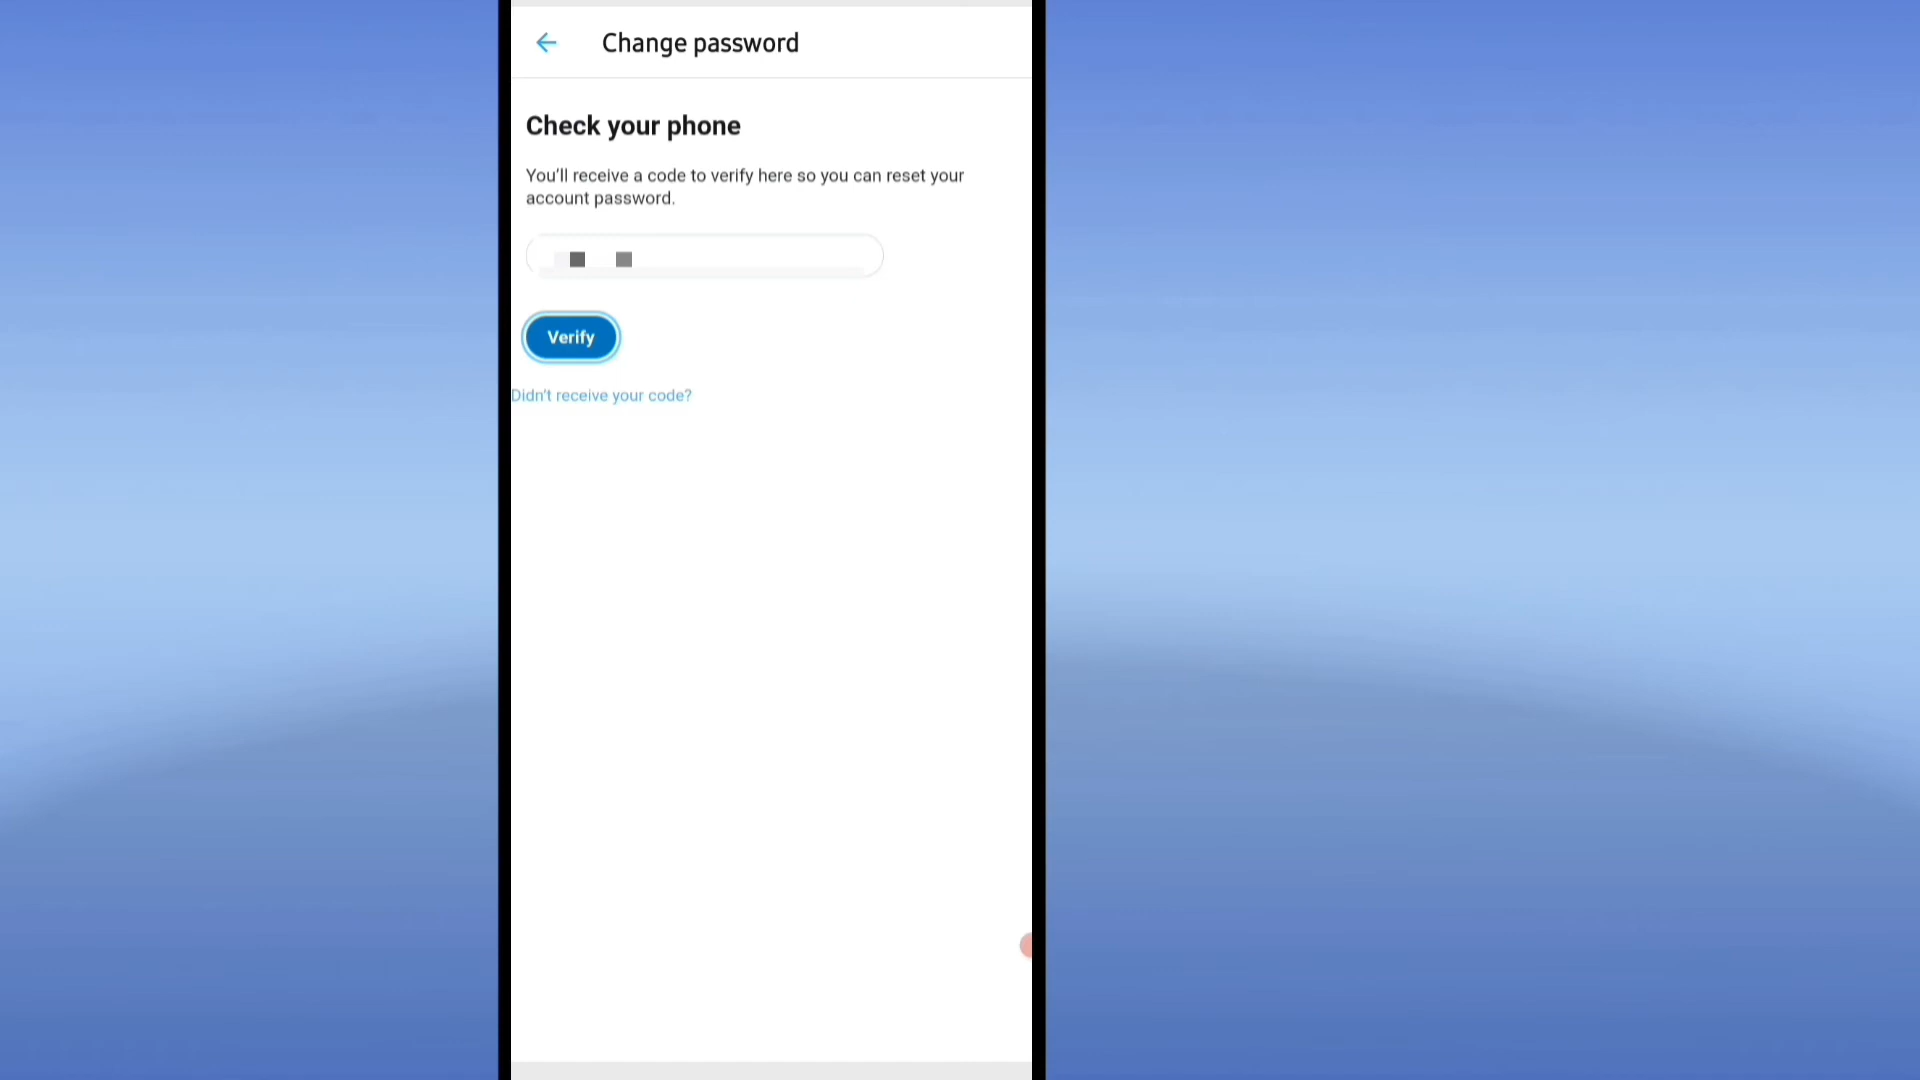 Change password
Check your phone
You'll receive a code to verify here so you can reset your
account password.
Verify
Didn't receive your code?